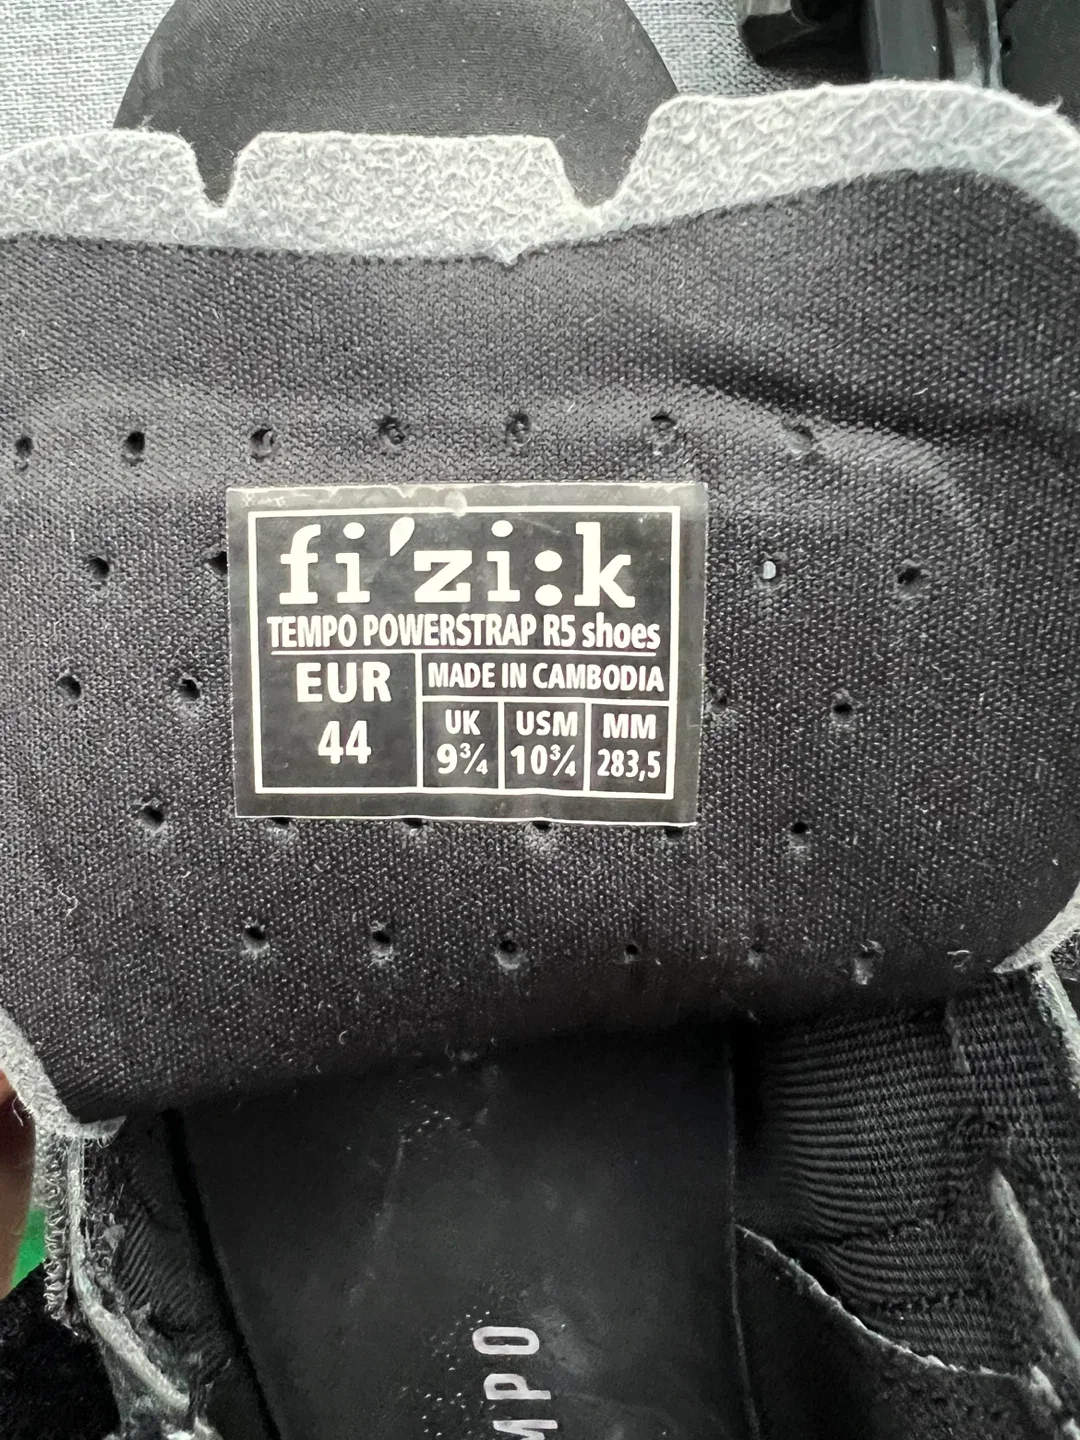 fi'zi:k
TEMPO POWERSTRAP R5 shoes
EUR
44
MADE IN CAMBODIA
UK
9¾
USM
10¾
MM
283,5
MPO